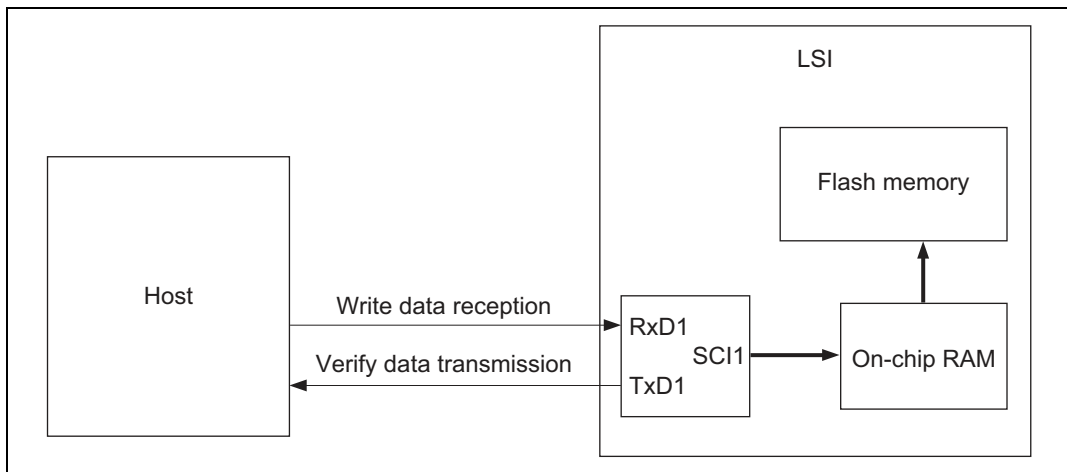 LSI
Flash memory
Host
Write data reception
RxD1
SCI1
On-chip RAM
Verify data transmission
TxD1